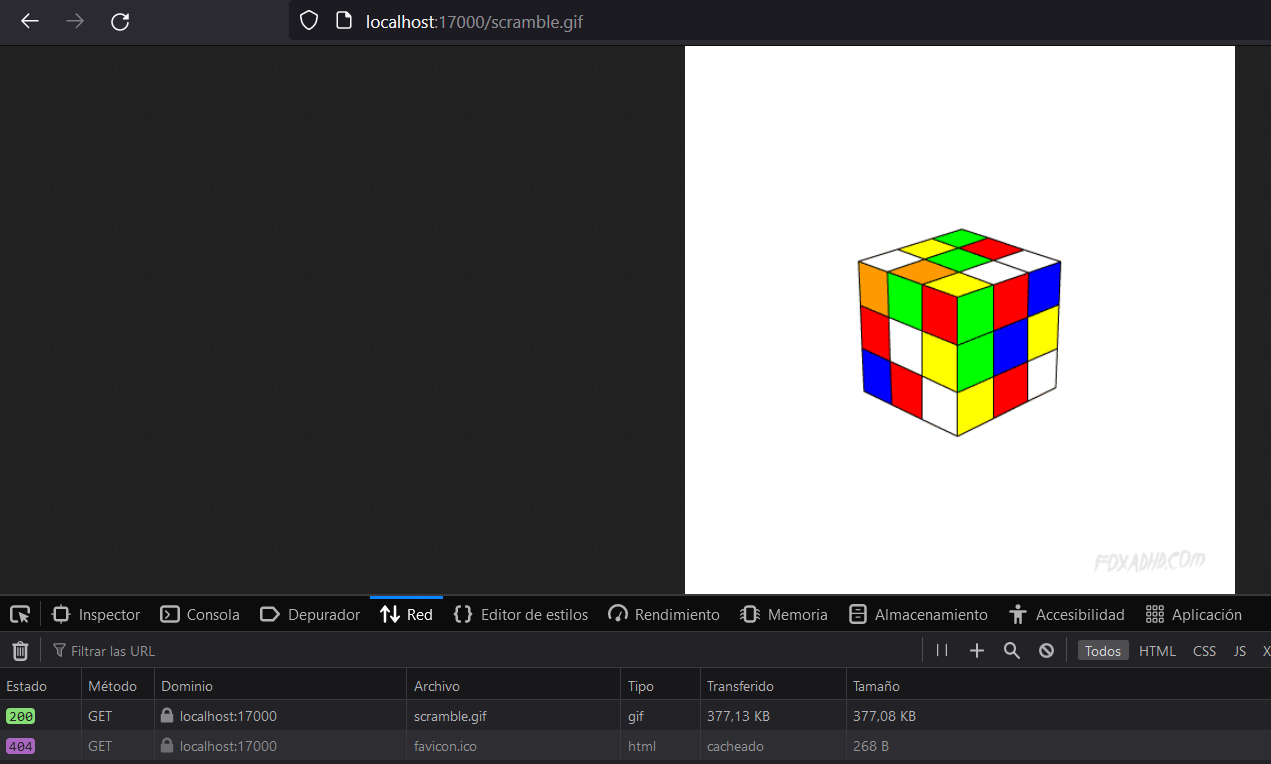 localhost:17000/scramble.gif
FOXADHD.COM
Inspector Consola Depurador Red Editor de estilos Rendimiento Memoria Almacenamiento Accesibilidad Aplicación
Filtrar las URL Todos HTML CSS JS X
Estado Método Dominio Archivo Tipo Transferido Tamaño
200 GET localhost:17000 scramble.gif gif 377,13 KB 377,08 KB
404 GET localhost:17000 favicon.ico html cacheado 268 B